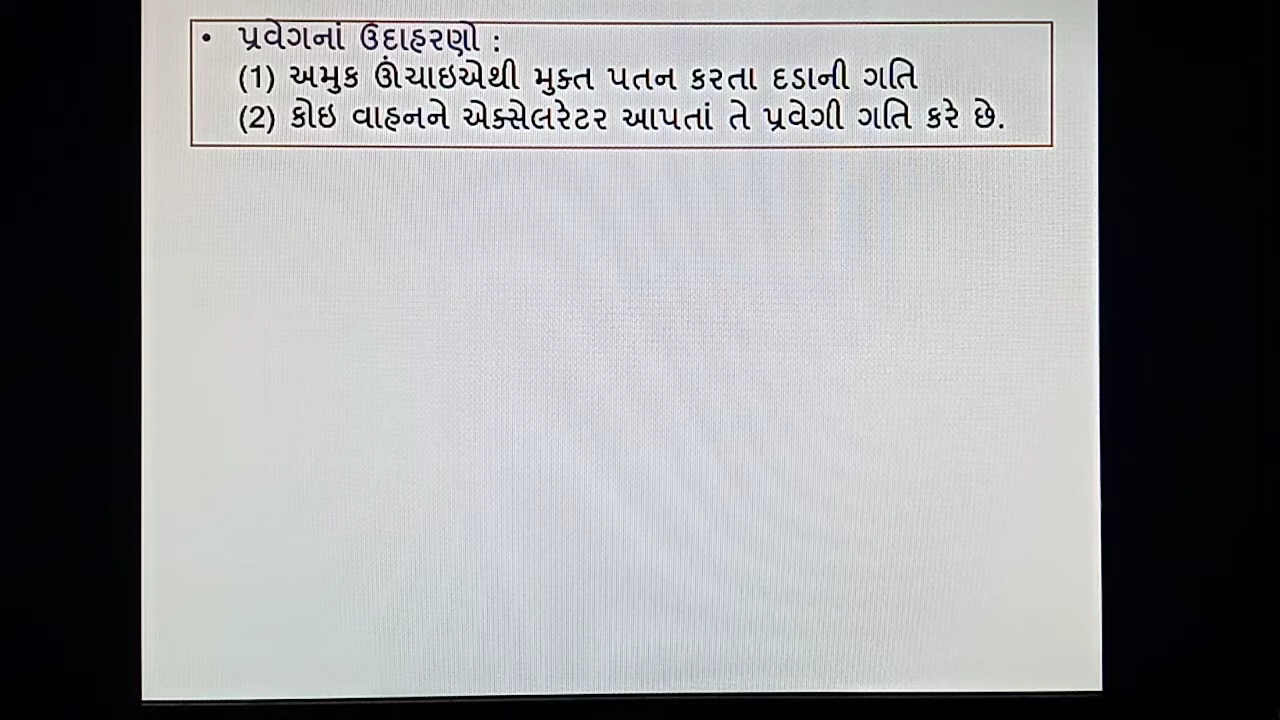 • પ્રવેગનાં ઉદાહરણો :
(1) અમુક ઊંચાઇએથી મુક્ત પતન કરતા દડાની ગતિ
(2) કોઇ વાહનને એક્સેલરેટર આપતાં તે પ્રવેગી ગતિ કરે છે.